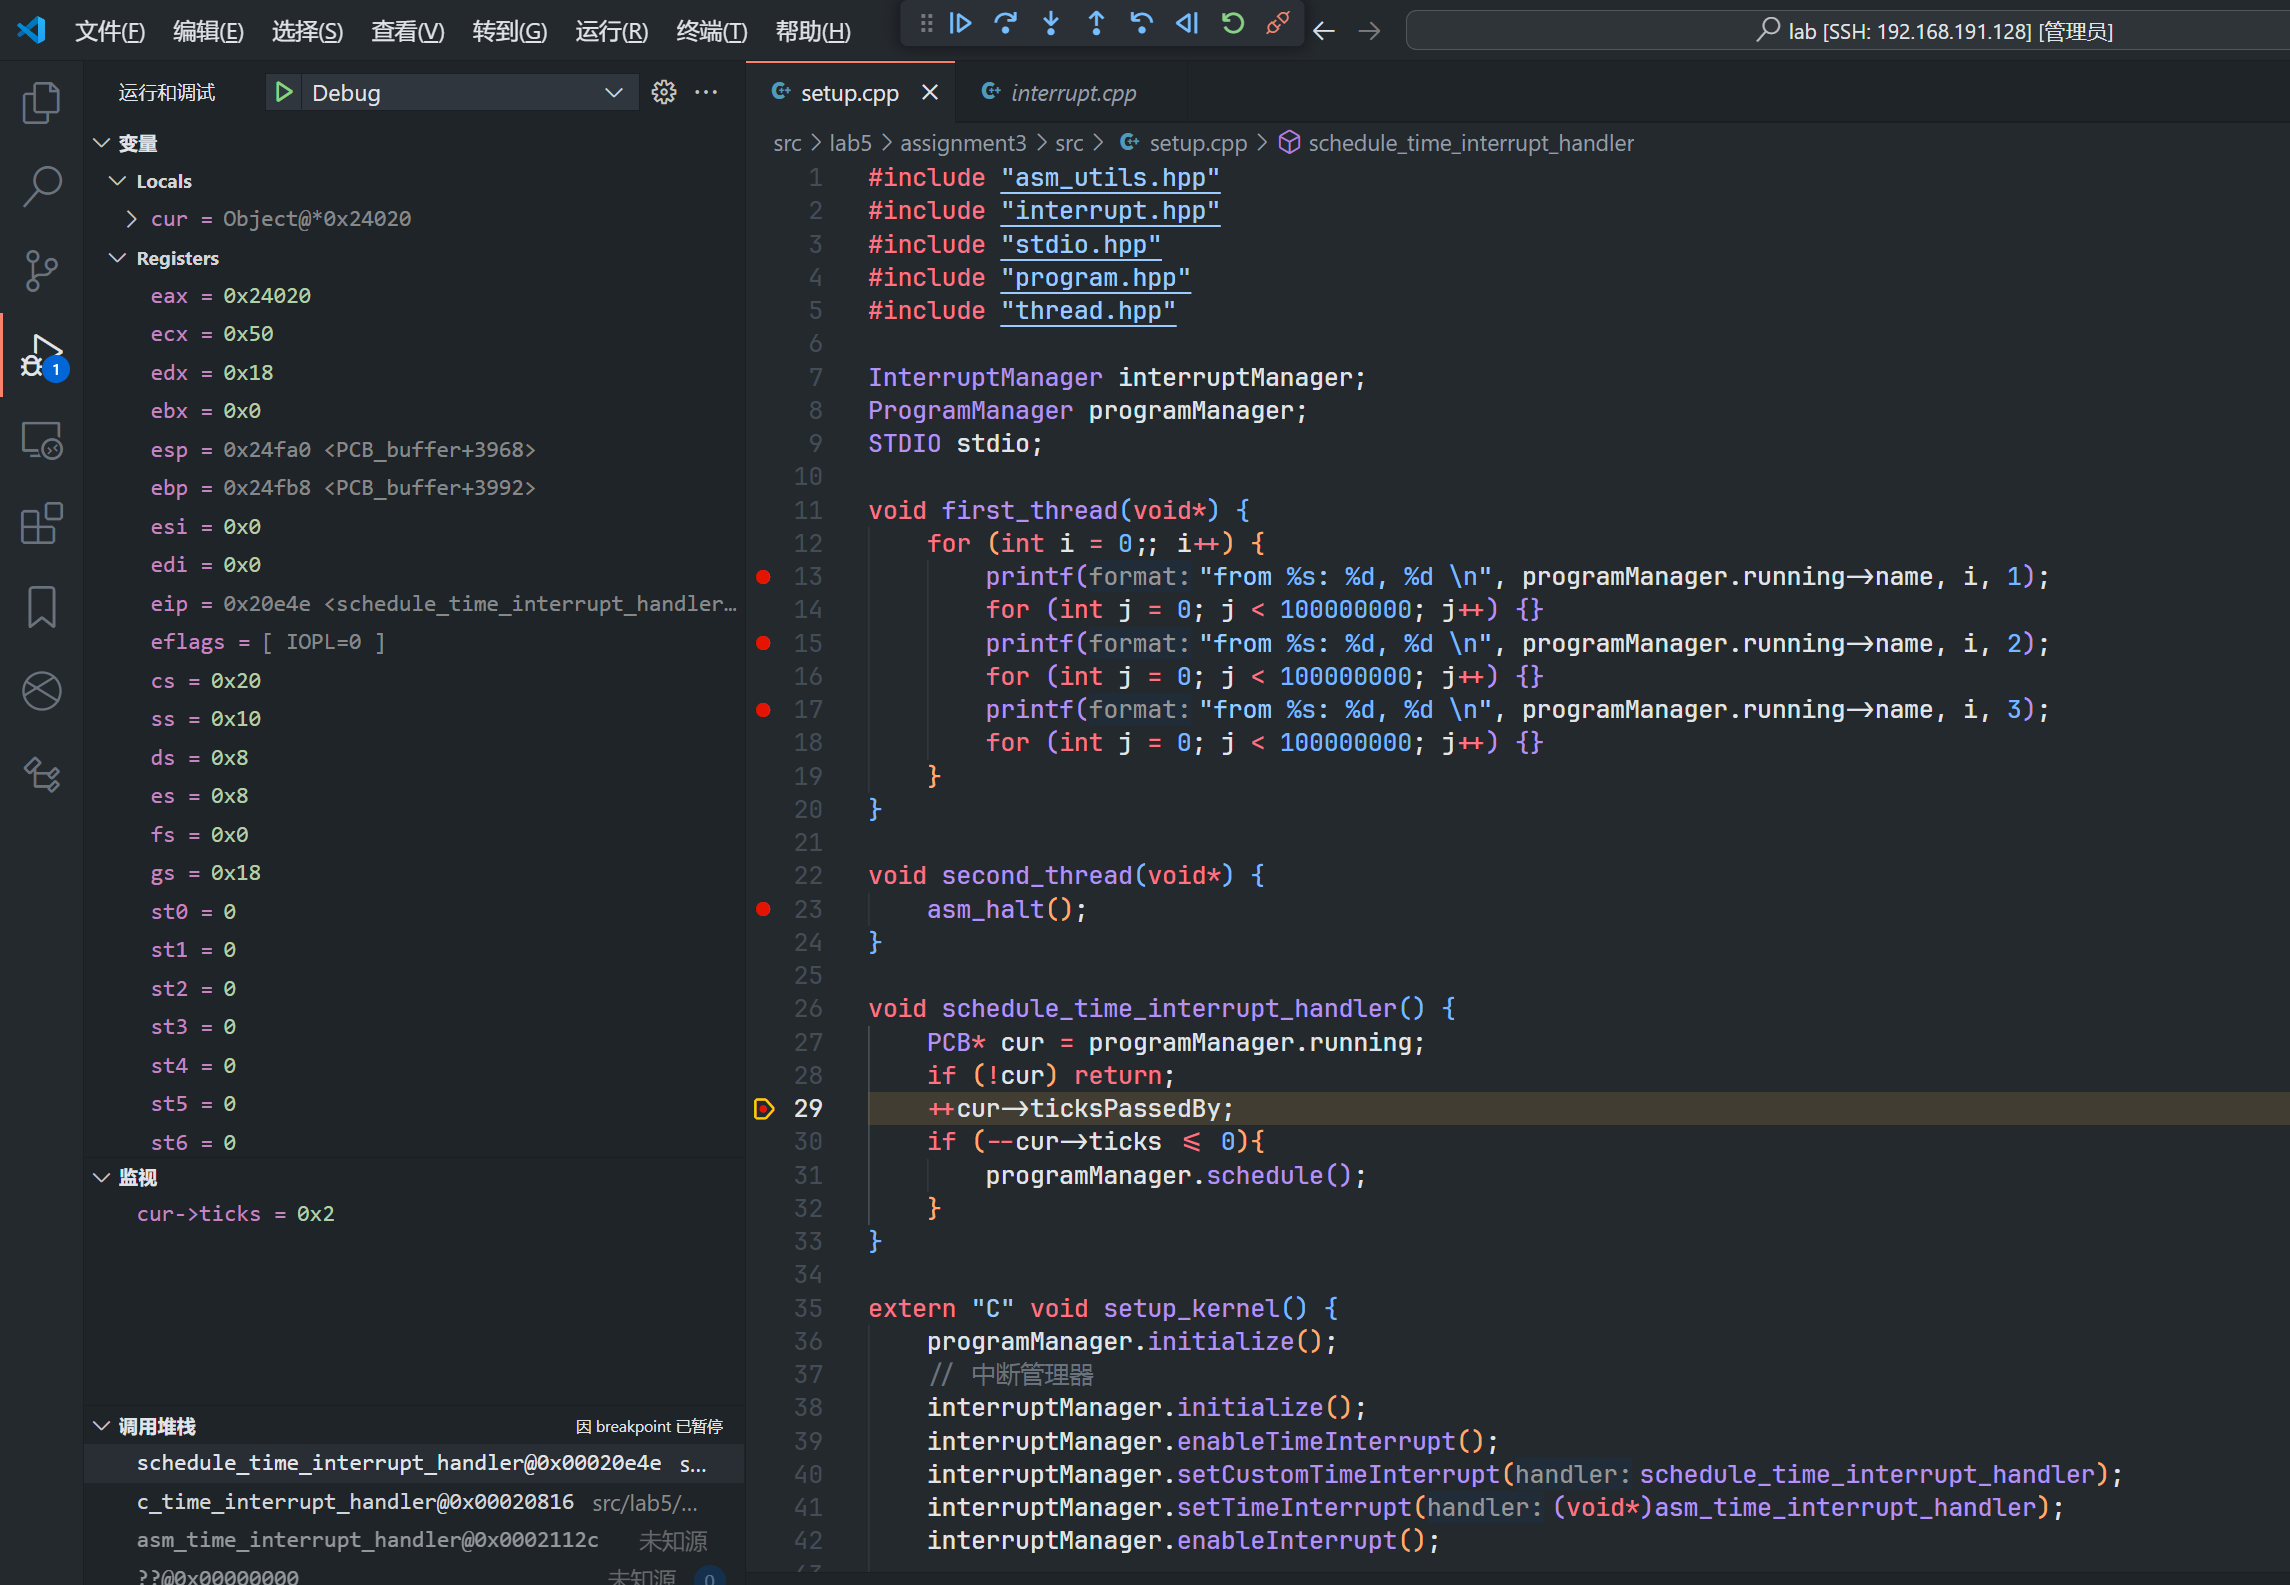 文件(F) 编辑(E) 选择(S) 查看(V) 转到(G) 运行(R) 终端(T) 帮助(H) lab [SSH: 192.168.191.128] [管理员]
运行和调试 Debug
变量
Locals
cur = Object@*0x24020
Registers
eax = 0x24020
ecx = 0x50
edx = 0x18
ebx = 0x0
esp = 0x24fa0 <PCB_buffer+3968>
ebp = 0x24fb8 <PCB_buffer+3992>
esi = 0x0
edi = 0x0
eip = 0x20e4e <schedule_time_interrupt_handler…
eflags = [ IOPL=0 ]
cs = 0x20
ss = 0x10
ds = 0x8
es = 0x8
fs = 0x0
gs = 0x18
st0 = 0
st1 = 0
st2 = 0
st3 = 0
st4 = 0
st5 = 0
st6 = 0
1
监视
cur->ticks = 0x2
调用堆栈 因 breakpoint 已暂停
schedule_time_interrupt_handler@0x00020e4e s...
c_time_interrupt_handler@0x00020816 src/lab5/...
asm_time_interrupt_handler@0x0002112c 未知源
??@0x00000000 未知源 0
setup.cpp interrupt.cpp
src > lab5 > assignment3 > src > setup.cpp > schedule_time_interrupt_handler
1 #include "asm_utils.hpp"
2 #include "interrupt.hpp"
3 #include "stdio.hpp"
4 #include "program.hpp"
5 #include "thread.hpp"
6
7 InterruptManager interruptManager;
8 ProgramManager programManager;
9 STDIO stdio;
10
11 void first_thread(void*) {
12 for (int i = 0;; i++) {
13 printf(format: "from %s: %d, %d \n", programManager.running->name, i, 1);
14 for (int j = 0; j < 100000000; j++) {}
15 printf(format: "from %s: %d, %d \n", programManager.running->name, i, 2);
16 for (int j = 0; j < 100000000; j++) {}
17 printf(format: "from %s: %d, %d \n", programManager.running->name, i, 3);
18 for (int j = 0; j < 100000000; j++) {}
19 }
20 }
21
22 void second_thread(void*) {
23 asm_halt();
24 }
25
26 void schedule_time_interrupt_handler() {
27 PCB* cur = programManager.running;
28 if (!cur) return;
29 ++cur->ticksPassedBy;
30 if (--cur->ticks <= 0){
31 programManager.schedule();
32 }
33 }
34
35 extern "C" void setup_kernel() {
36 programManager.initialize();
37 // 中断管理器
38 interruptManager.initialize();
39 interruptManager.enableTimeInterrupt();
40 interruptManager.setCustomTimeInterrupt(handler: schedule_time_interrupt_handler);
41 interruptManager.setTimeInterrupt(handler: (void*)asm_time_interrupt_handler);
42 interruptManager.enableInterrupt();